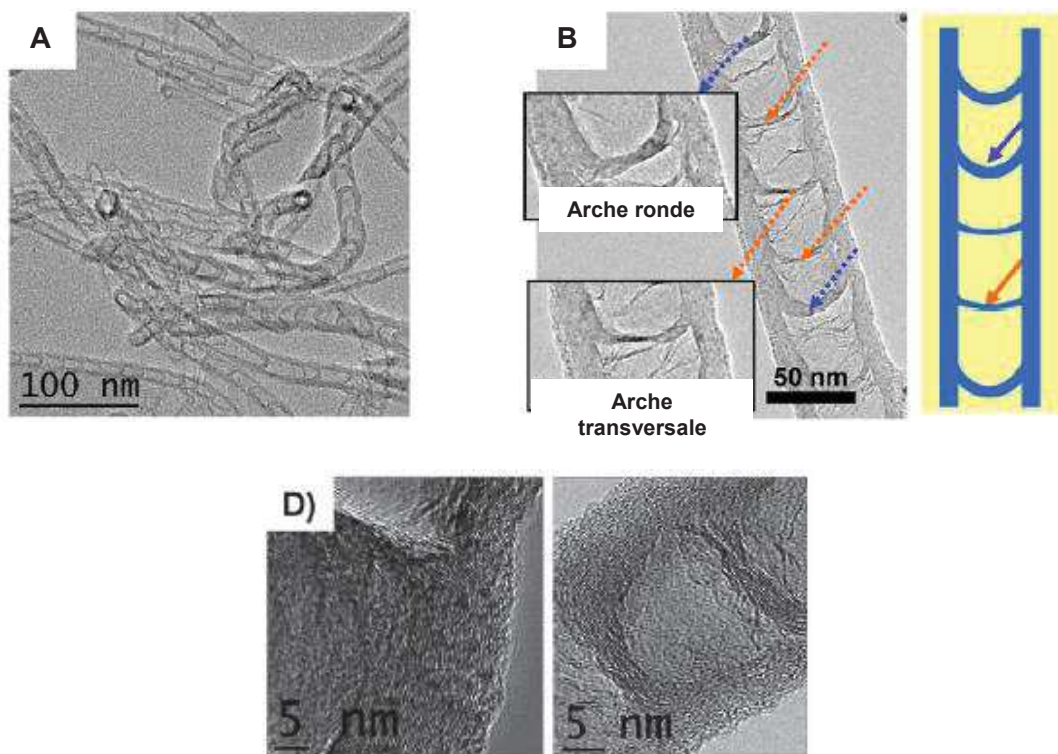 A
100 nm
B
Arche ronde
Arche
transversale
50 nm
D)
5 nm
5 nm